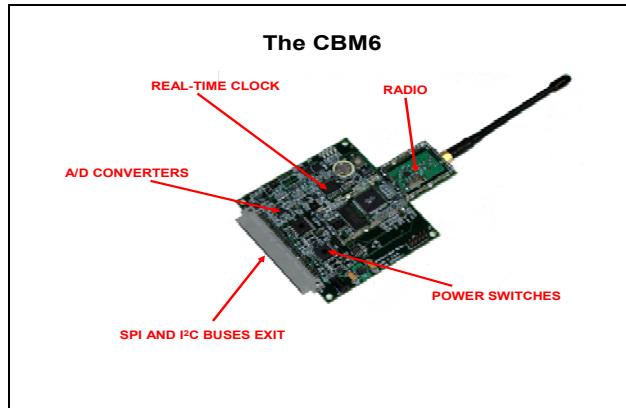 The CBM6
REAL-TIME CLOCK
RADIO
A/D CONVERTERS
POWER SWITCHES
SPI AND I²C BUSES EXIT